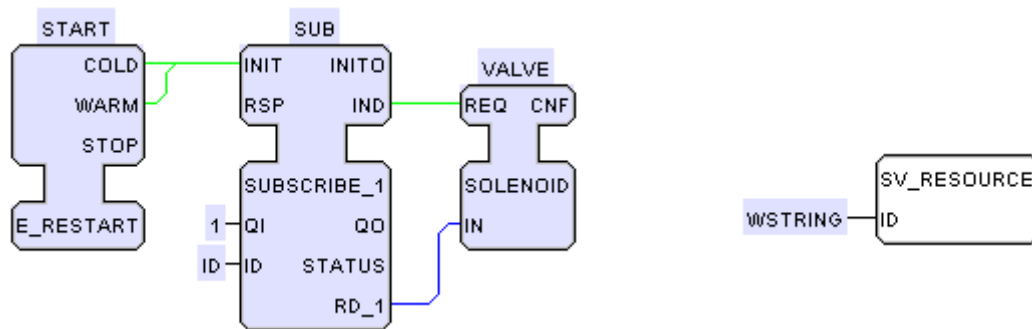 START
COLD
WARM
STOP
E_RESTART
SUB
INIT INITO
RSP IND
SUBSCRIBE_1
1 QI QO
ID ID STATUS
RD_1
VALVE
REQ CNF
SOLENOID
IN
SV_RESOURCE
WSTRING ID